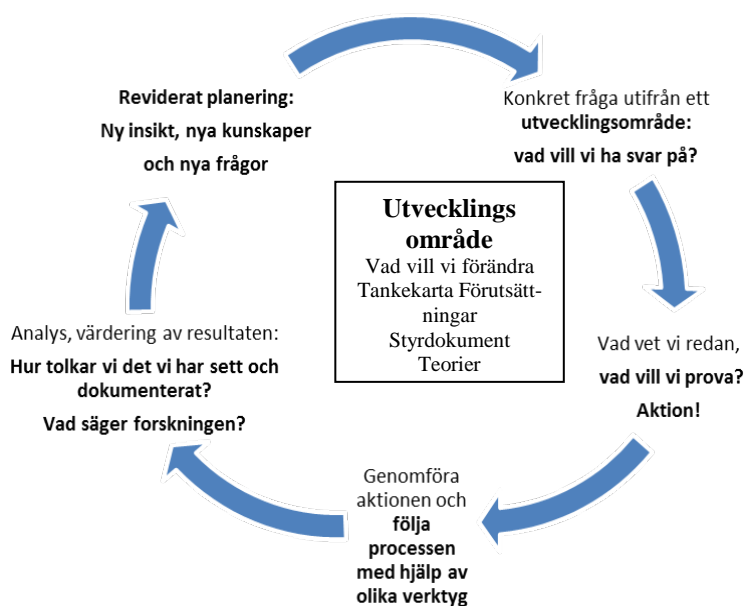 Reviderat planering:
Ny insikt, nya kunskaper
och nya frågor
Konkret fråga utifrån ett
utvecklingsområde:
vad vill vi ha svar på?
Utvecklings
område
Vad vill vi förändra
Tankekarta Förutsätt-
ningar
Styrdokument
Teorier
Vad vet vi redan,
vad vill vi prova?
Aktion!
Genomföra
aktionen och
följa
processen
med hjälp av
olika verktyg
Analys, värdering av resultaten:
Hur tolkar vi det vi har sett och
dokumenterat?
Vad säger forskningen?